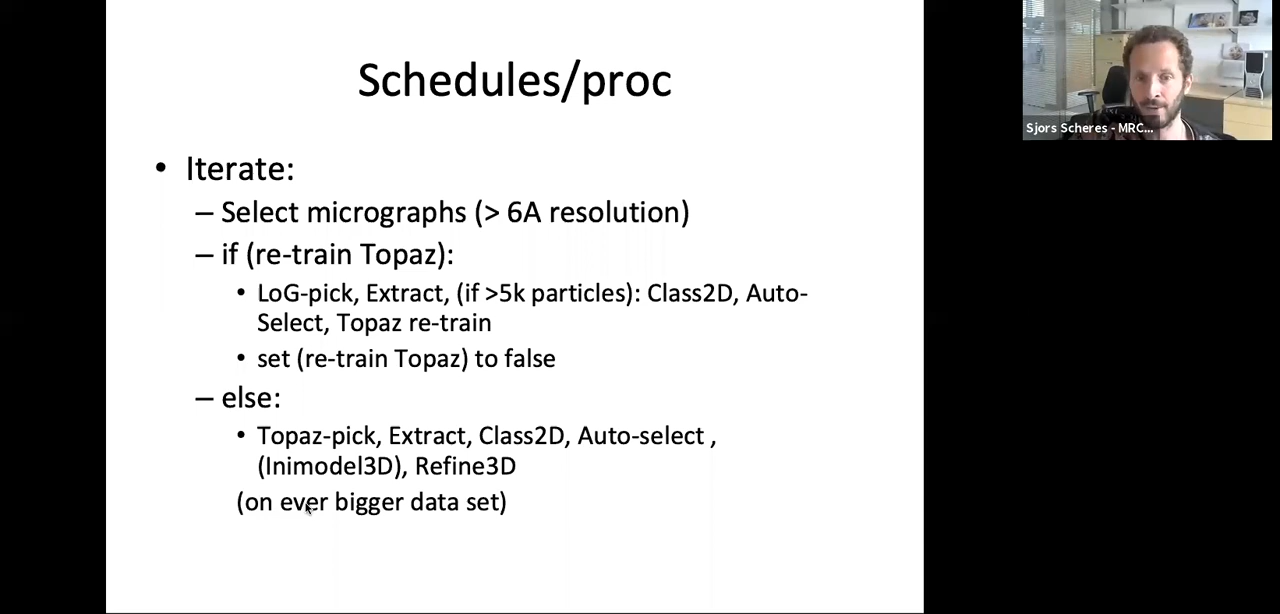 Schedules/proc
• Iterate:
– Select micrographs (> 6A resolution)
– if (re-train Topaz):
• LoG-pick, Extract, (if >5k particles): Class2D, Auto-
Select, Topaz re-train
• set (re-train Topaz) to false
– else:
• Topaz-pick, Extract, Class2D, Auto-select ,
(Inimodel3D), Refine3D
(on ever bigger data set)
Sjors Scheres - MRC...